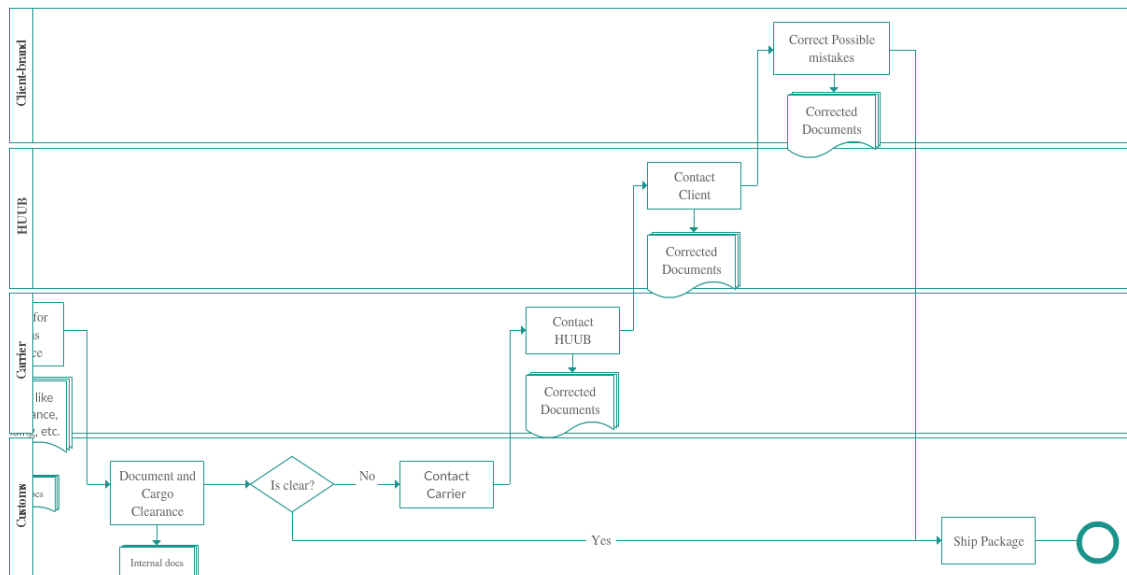 Client-brand
Correct Possible
mistakes
Corrected
Documents
HUUB
Contact
Client
Corrected
Documents
Carrier
for
Contact
HUUB
like
etc.
Corrected
Documents
Customs
Document and
Cargo
Clearance
Is clear?
No
Contact
Carrier
Internal docs
Yes
Ship Package